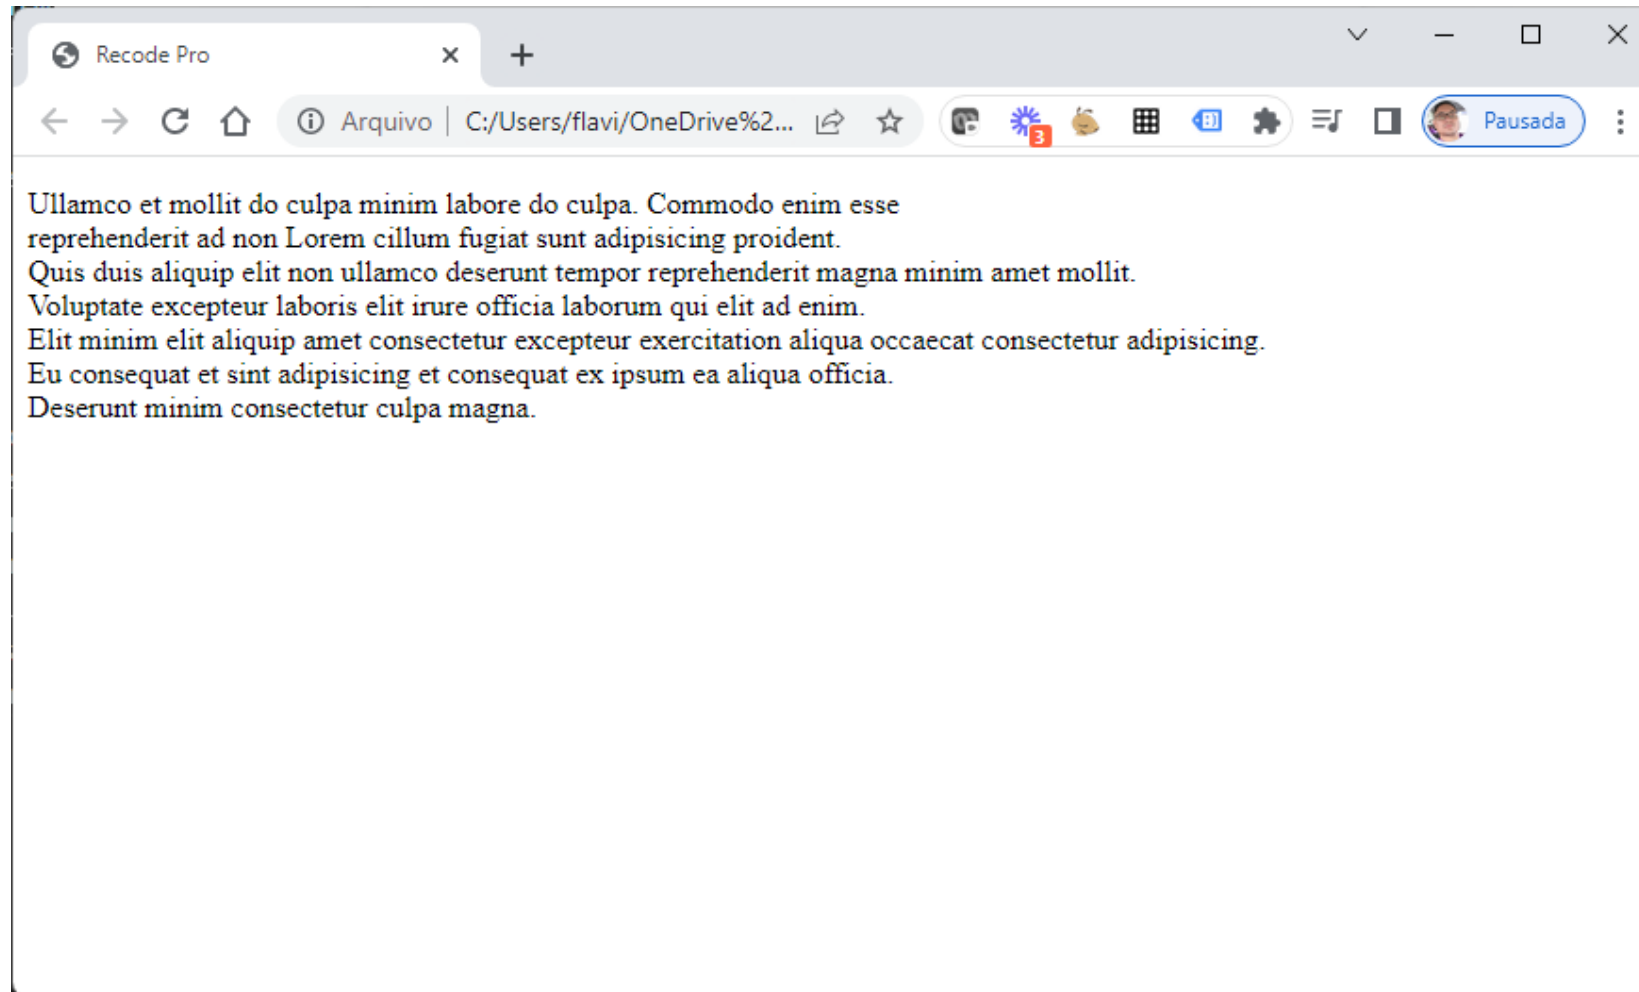 Recode Pro
Arquivo | C:/Users/flavi/OneDrive%2...
3
Pausada
Ullamco et mollit do culpa minim labore do culpa. Commodo enim esse
reprehenderit ad non Lorem cillum fugiat sunt adipisicing proident.
Quis duis aliquip elit non ullamco deserunt tempor reprehenderit magna minim amet mollit.
Voluptate excepteur laboris elit irure officia laborum qui elit ad enim.
Elit minim elit aliquip amet consectetur excepteur exercitation aliqua occaecat consectetur adipisicing.
Eu consequat et sint adipisicing et consequat ex ipsum ea aliqua officia.
Deserunt minim consectetur culpa magna.